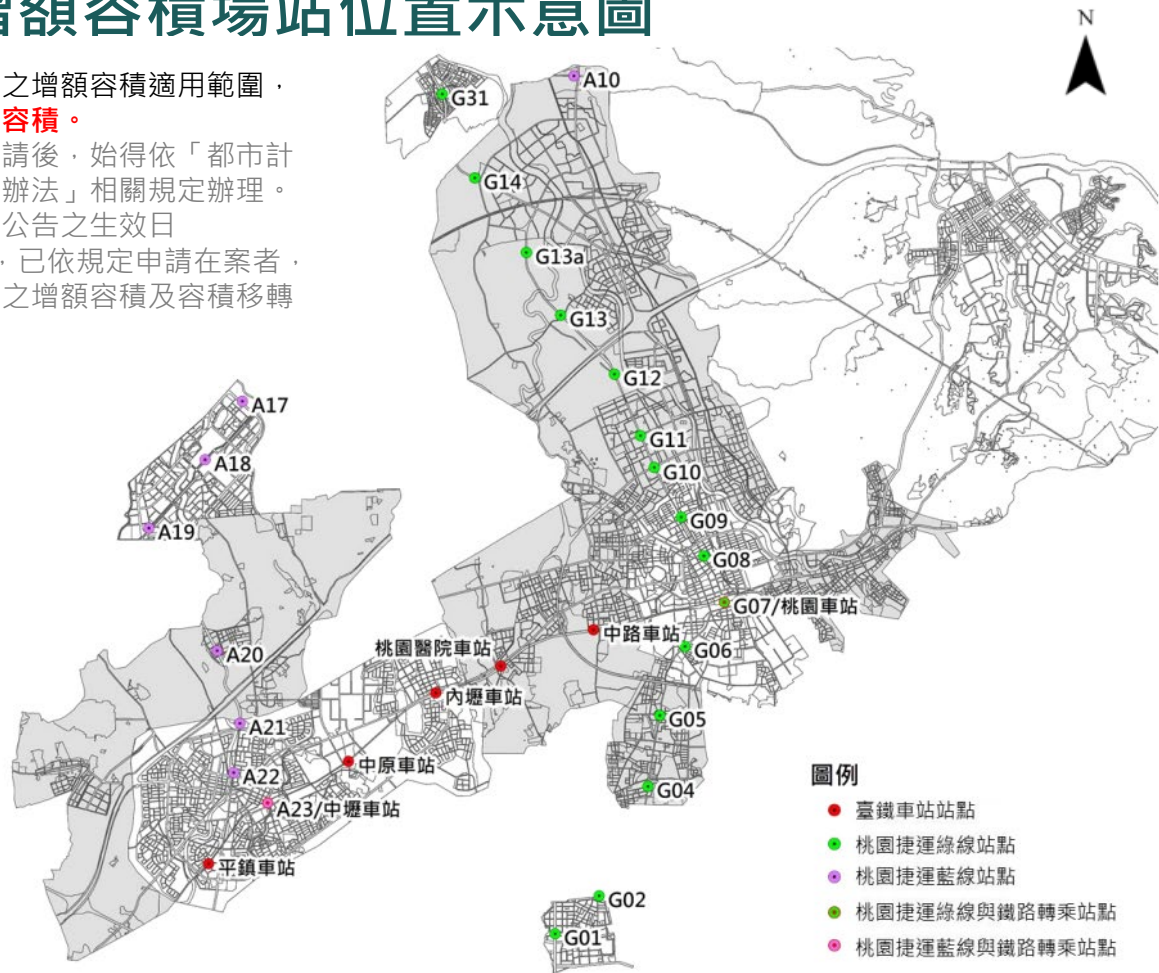 增額容積場站位置示意圖
之增額容積適用範圍，
容積。
請後，始得依「都市計
辦法」相關規定辦理。
公告之生效日
，已依規定申請在案者，
之增額容積及容積移轉
N
A10
G31
G14
G13a
G13
G12
A17
G11
A18
G10
A19
G09
G08
G07/桃園車站
中路車站
G06
桃園醫院車站
A20
內壢車站
G05
A21
中原車站
A22
G04
A23/中壢車站
平鎮車站
G02
G01
圖例
臺鐵車站站點
桃園捷運綠線站點
桃園捷運藍線站點
桃園捷運綠線與鐵路轉乘站點
桃園捷運藍線與鐵路轉乘站點